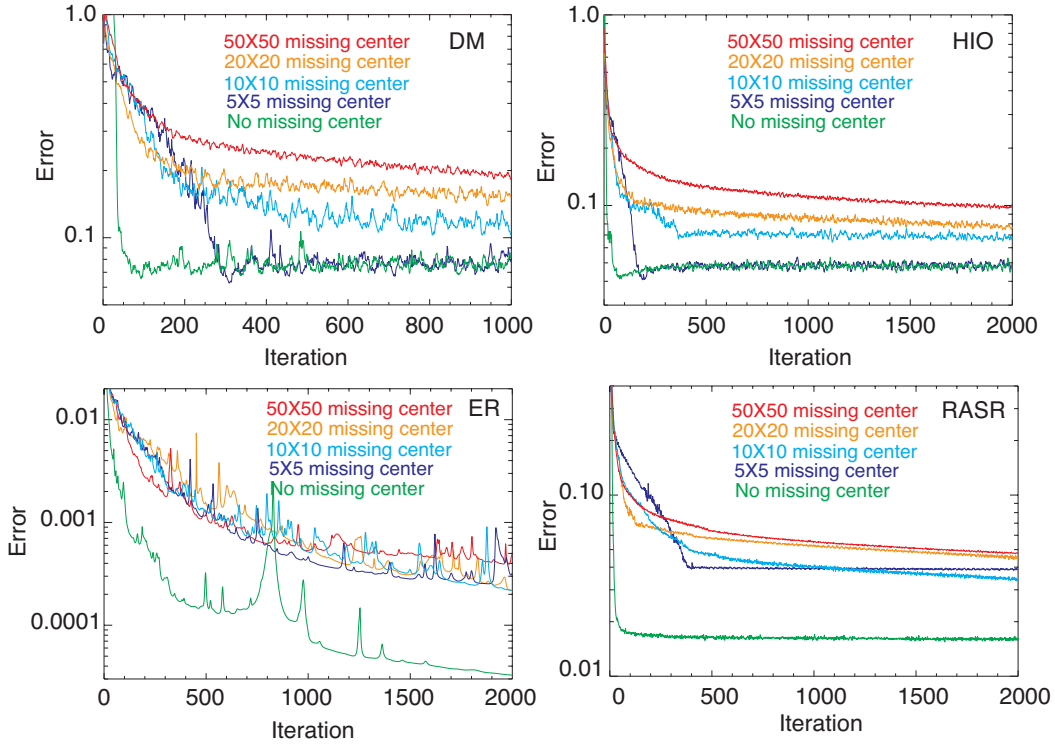 1.0
50X50 missing center
DM
20X20 missing center
10X10 missing center
5X5 missing center
No missing center
Error
0.1
0
200
400
600
800
1000
Iteration
1.0
50X50 missing center
HIO
20X20 missing center
10X10 missing center
5X5 missing center
No missing center
Error
0.1
0
500
1000
1500
2000
Iteration
0.01
50X50 missing center
ER
20X20 missing center
10X10 missing center
5X5 missing center
No missing center
0.001
Error
0.0001
0
500
1000
1500
2000
Iteration
50X50 missing center
RASR
20X20 missing center
10X10 missing center
5X5 missing center
No missing center
0.10
Error
0.01
0
500
1000
1500
2000
Iteration